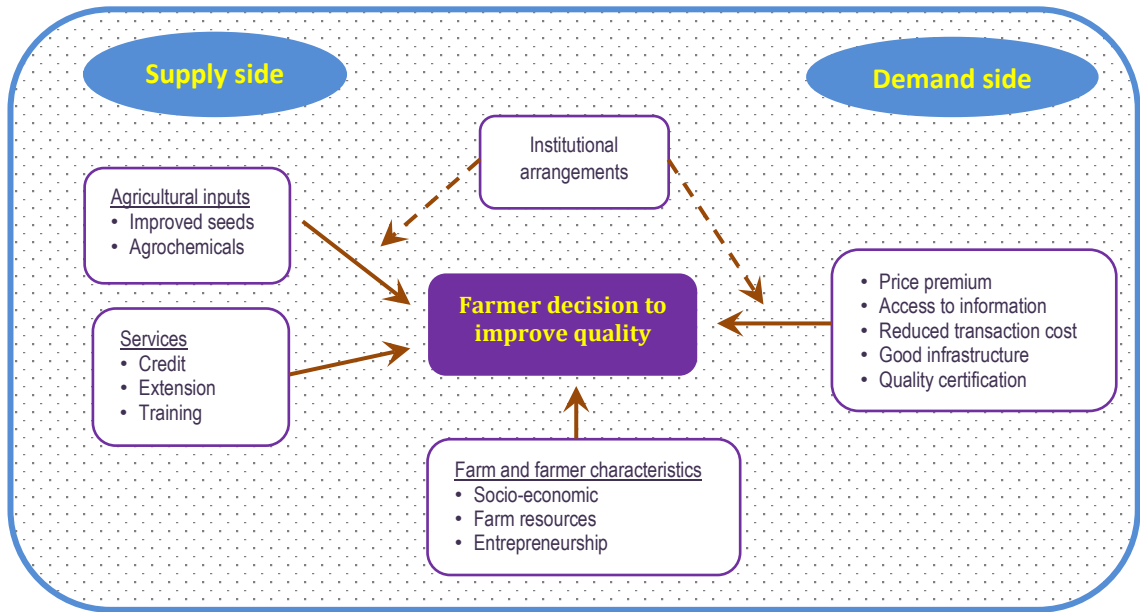 Supply side
Demand side
Institutional
arrangements
Agricultural inputs
• Improved seeds
• Agrochemicals
Services
• Credit
• Extension
• Training
Farmer decision to
improve quality
• Price premium
• Access to information
• Reduced transaction cost
• Good infrastructure
• Quality certification
Farm and farmer characteristics
• Socio-economic
• Farm resources
• Entrepreneurship